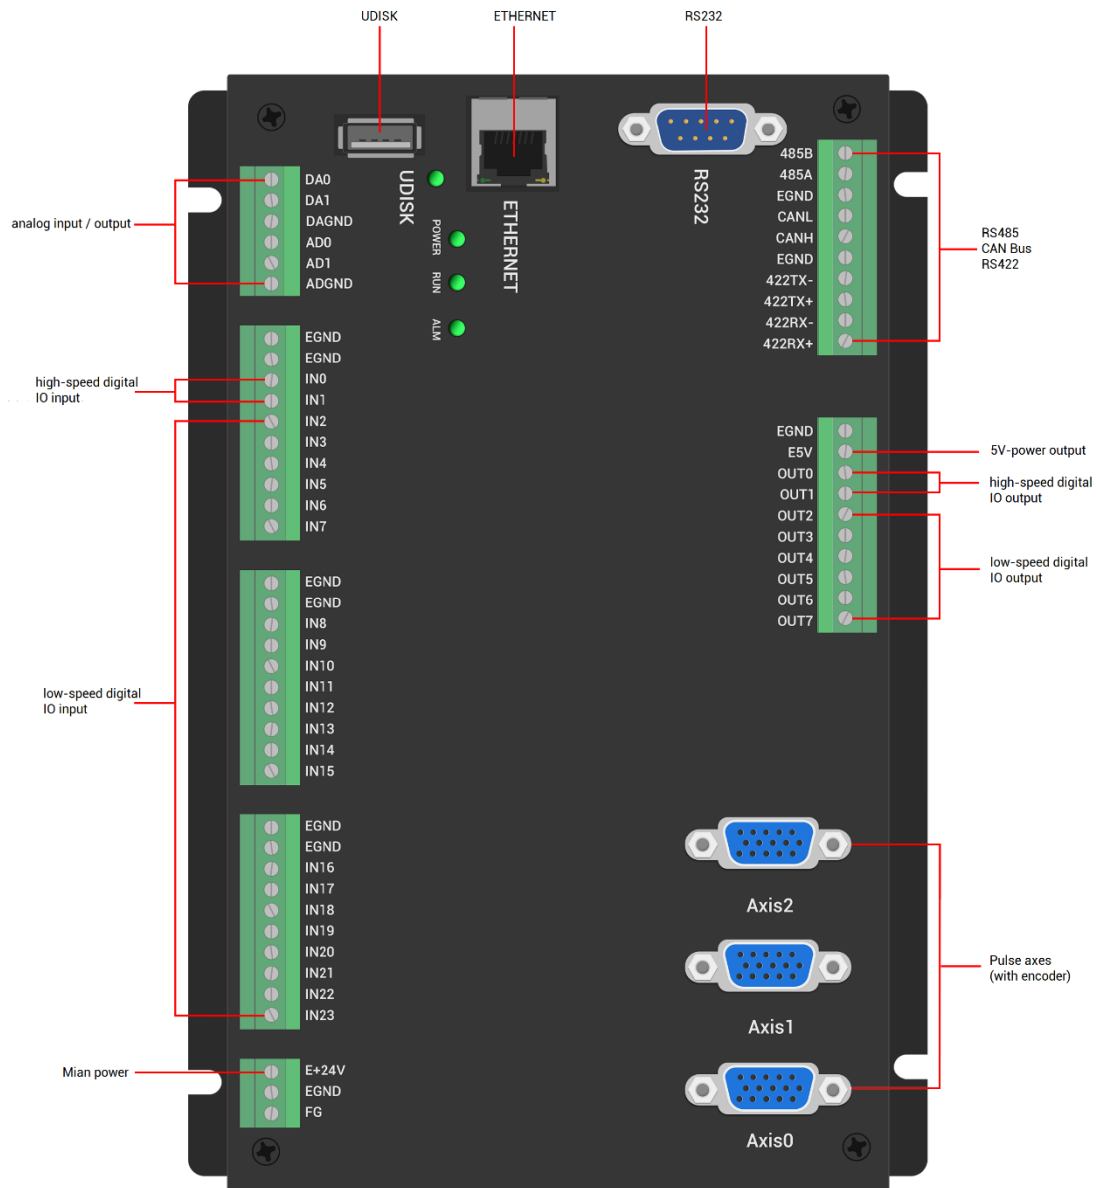 UDISK
ETHERNET
RS232
UDISK
ETHERNET
RS232
POWER
RUN
ALM
analog input / output
DA0
DA1
DAGND
AD0
AD1
ADGND
high-speed digital
IO input
low-speed digital
IO input
EGND
EGND
IN0
IN1
IN2
IN3
IN4
IN5
IN6
IN7
EGND
EGND
IN8
IN9
IN10
IN11
IN12
IN13
IN14
IN15
EGND
EGND
IN16
IN17
IN18
IN19
IN20
IN21
IN22
IN23
Mian power
E+24V
EGND
FG
485B
485A
EGND
CANL
CANH
EGND
422TX-
422TX+
422RX-
422RX+
RS485
CAN Bus
RS422
EGND
E5V
OUT0
OUT1
OUT2
OUT3
OUT4
OUT5
OUT6
OUT7
5V-power output
high-speed digital
IO output
low-speed digital
IO output
Axis2
Axis1
Axis0
Pulse axes
(with encoder)